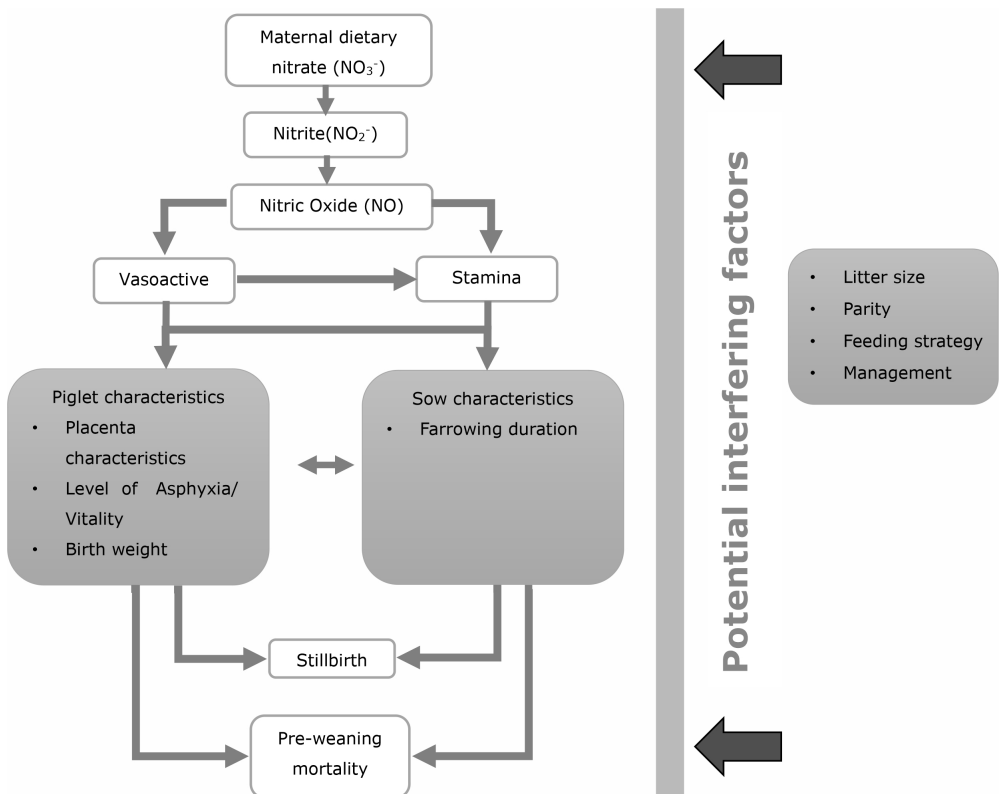 Maternal dietary
nitrate (NO₃⁻)
Nitrite(NO₂⁻)
Nitric Oxide (NO)
Vasoactive
Stamina
Piglet characteristics
• Placenta
characteristics
• Level of Asphyxia/
Vitality
• Birth weight
Sow characteristics
• Farrowing duration
Stillbirth
Pre-weaning
mortality
Potential interfering factors
• Litter size
• Parity
• Feeding strategy
• Management